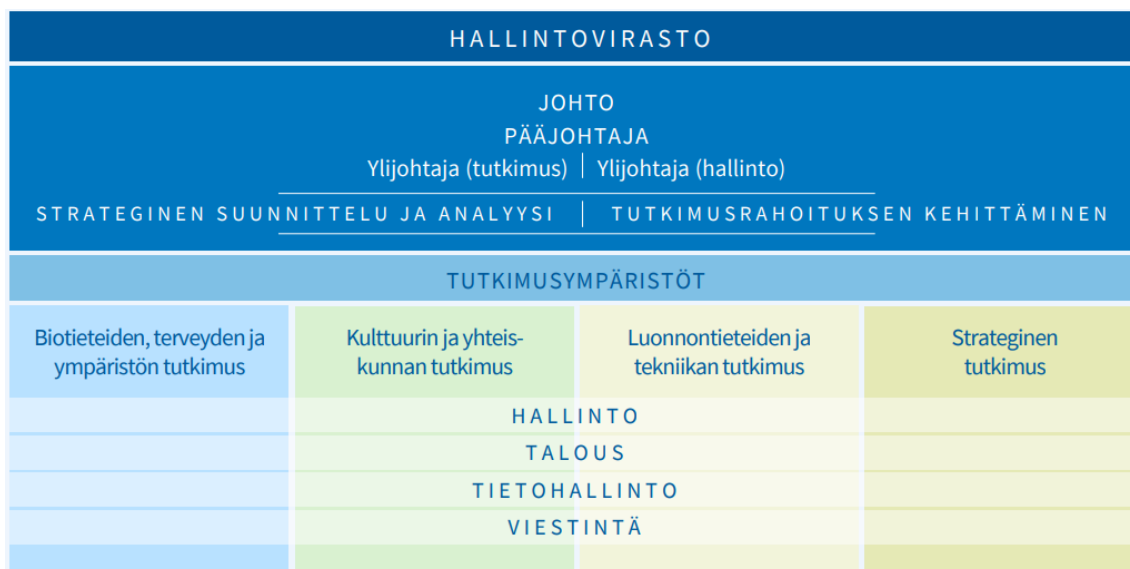 HALLINTOVIRASTO
JOHTO
PÄÄJOHTAJA
Ylijohtaja (tutkimus) | Ylijohtaja (hallinto)
STRATEGINEN SUUNNITTELU JA ANALYYSI | TUTKIMUSRAHOITUKSEN KEHITTÄMINEN
TUTKIMUSYMPÄRISTÖT
Biotieteiden, terveyden ja
ympäristön tutkimus
Kulttuurin ja yhteis-
kunnan tutkimus
Luonnontieteiden ja
tekniikan tutkimus
Strateginen
tutkimus
HALLINTO
TALOUS
TIETOHALLINTO
VIESTINTÄ